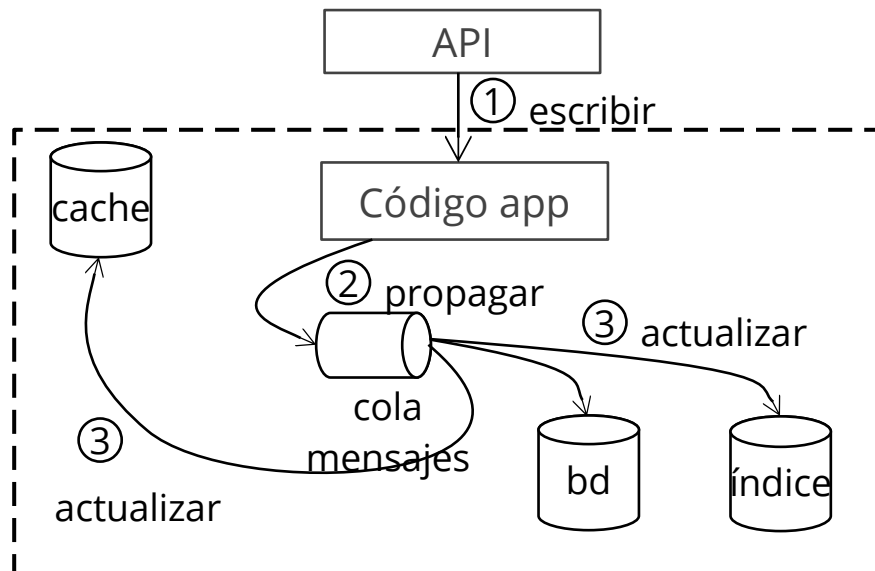 API
① escribir
cache
Código app
② propagar
③ actualizar
cola
mensajes
③
actualizar
bd
índice